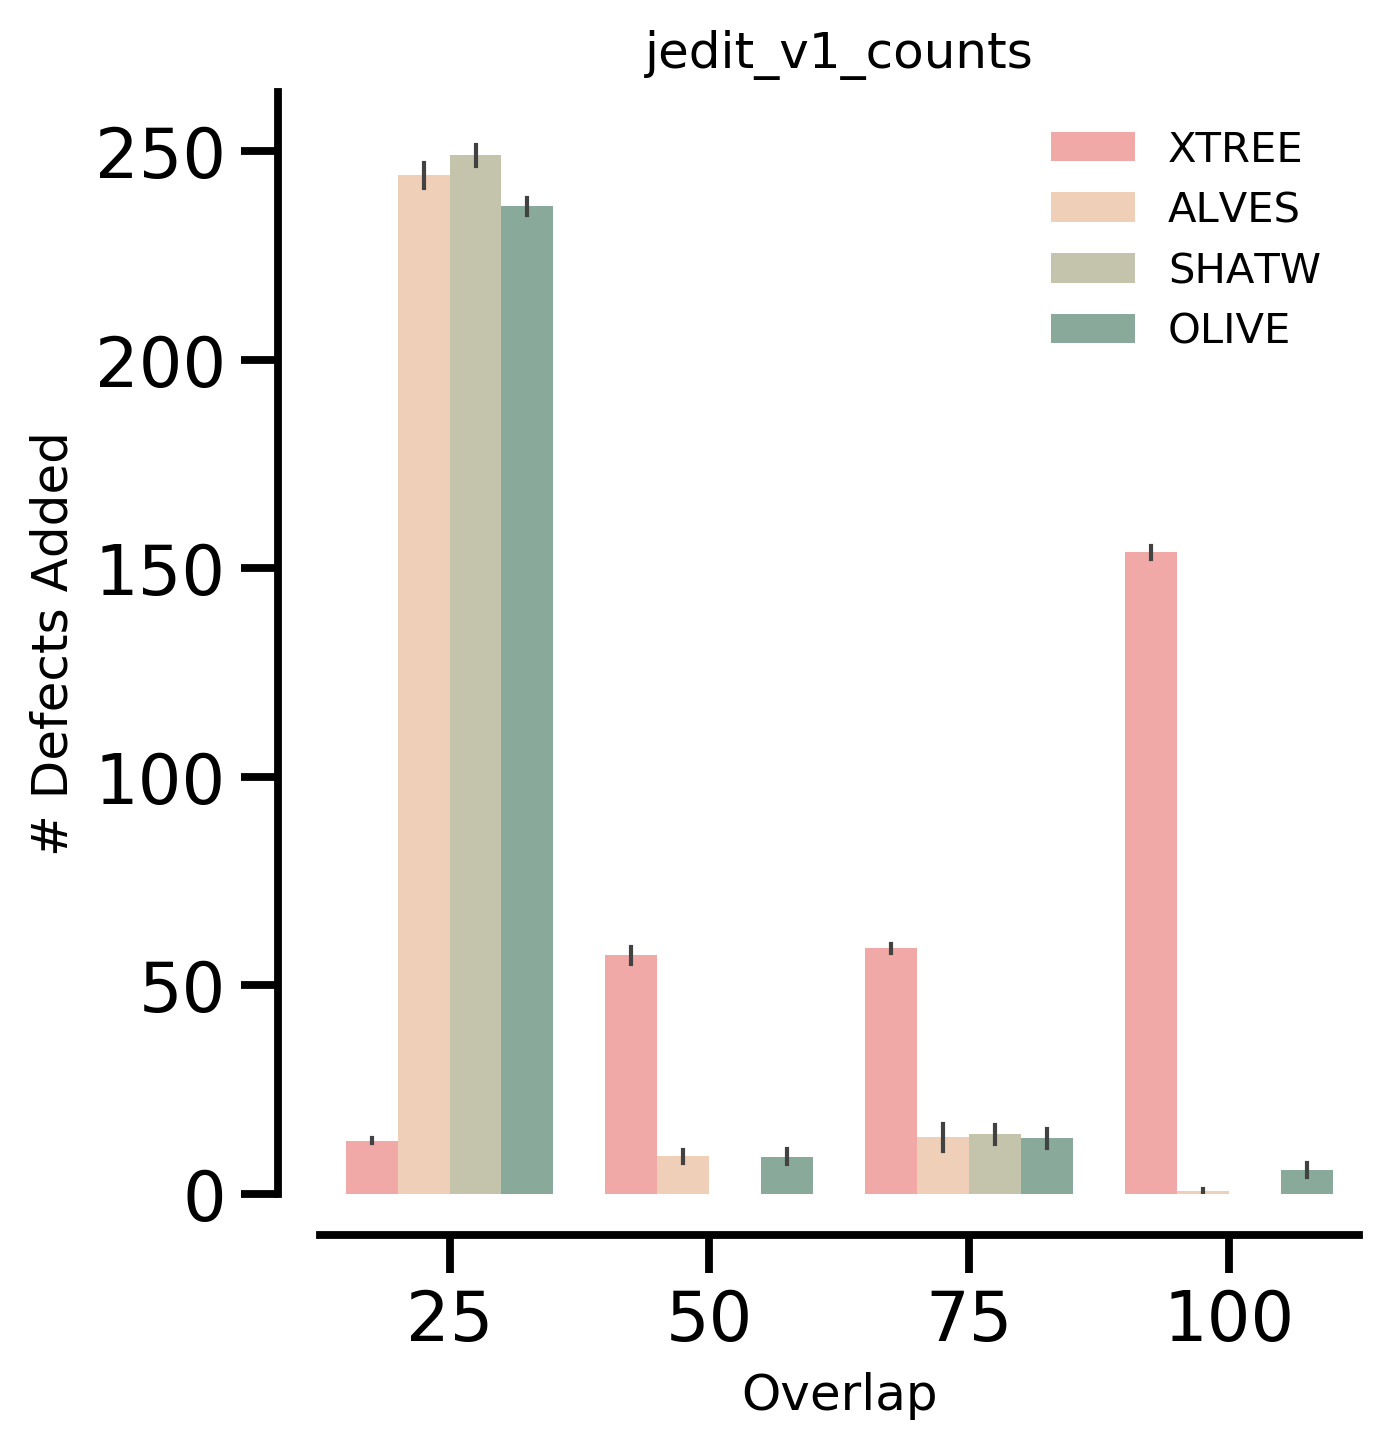 jedit_v1_counts
XTREE
ALVES
SHATW
OLIVE
# Defects Added
250
200
150
100
50
0
25 50 75 100
Overlap